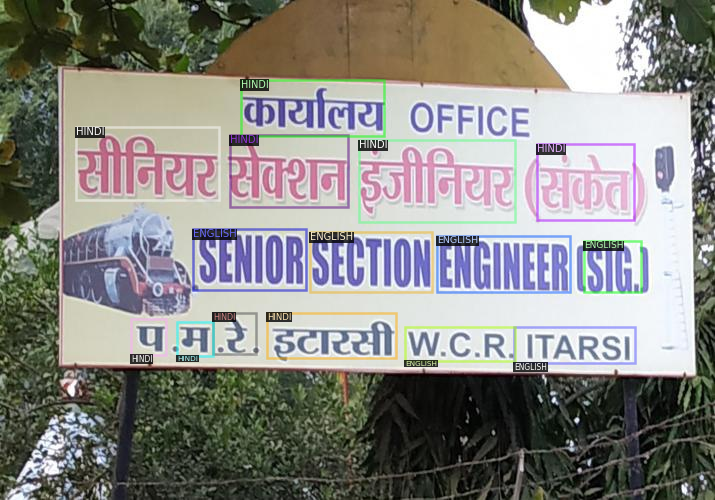 कार्यालय OFFICE
सीनियर सेक्शन इंजीनियर (संकेत)
SENIOR SECTION ENGINEER (SIG.)
प.म.रे. इटारसी W.C.R. ITARSI